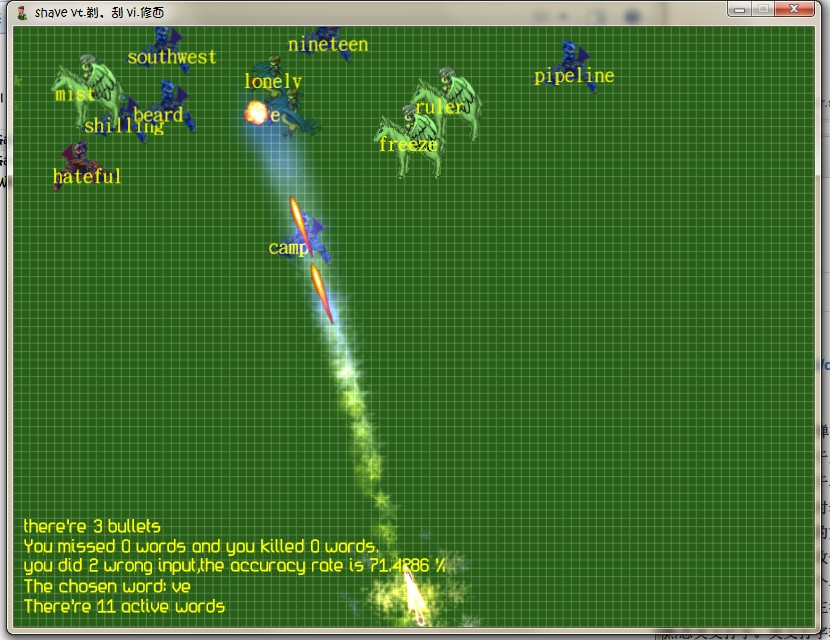 shave vt.剃、刮 vi.修面
nineteen
southwest
pipeline
lonely
mist
ruler
beard
ve
shilling
freeze
hateful
camp
there're 3 bullets
You missed 0 words and you killed 0 words,
you did 2 wrong input,the accuracy rate is 71.4286 %
The chosen word: ve
There're 11 active words